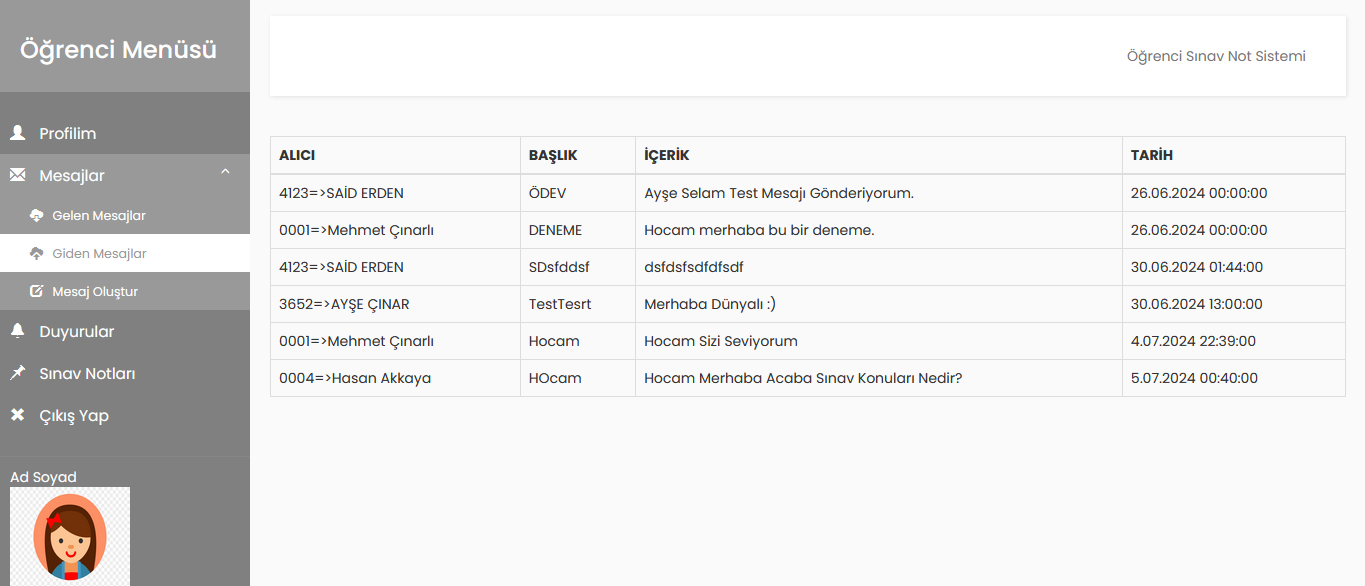 Öğrenci Menüsü
Profilim
Mesajlar
Gelen Mesajlar
Giden Mesajlar
Mesaj Oluştur
Duyurular
Sınav Notları
Çıkış Yap
Ad Soyad
Öğrenci Sınav Not Sistemi
ALICI BAŞLIK İÇERİK TARİH
4123=>SAİD ERDEN ÖDEV Ayşe Selam Test Mesajı Gönderiyorum. 26.06.2024 00:00:00
0001=>Mehmet Çınarlı DENEME Hocam merhaba bu bir deneme. 26.06.2024 00:00:00
4123=>SAİD ERDEN SDsfddsf dsfdsfsdfdfsdf 30.06.2024 01:44:00
3652=>AYŞE ÇINAR TestTesrt Merhaba Dünyalı :) 30.06.2024 13:00:00
0001=>Mehmet Çınarlı Hocam Hocam Sizi Seviyorum 4.07.2024 22:39:00
0004=>Hasan Akkaya HOcam Hocam Merhaba Acaba Sınav Konuları Nedir? 5.07.2024 00:40:00